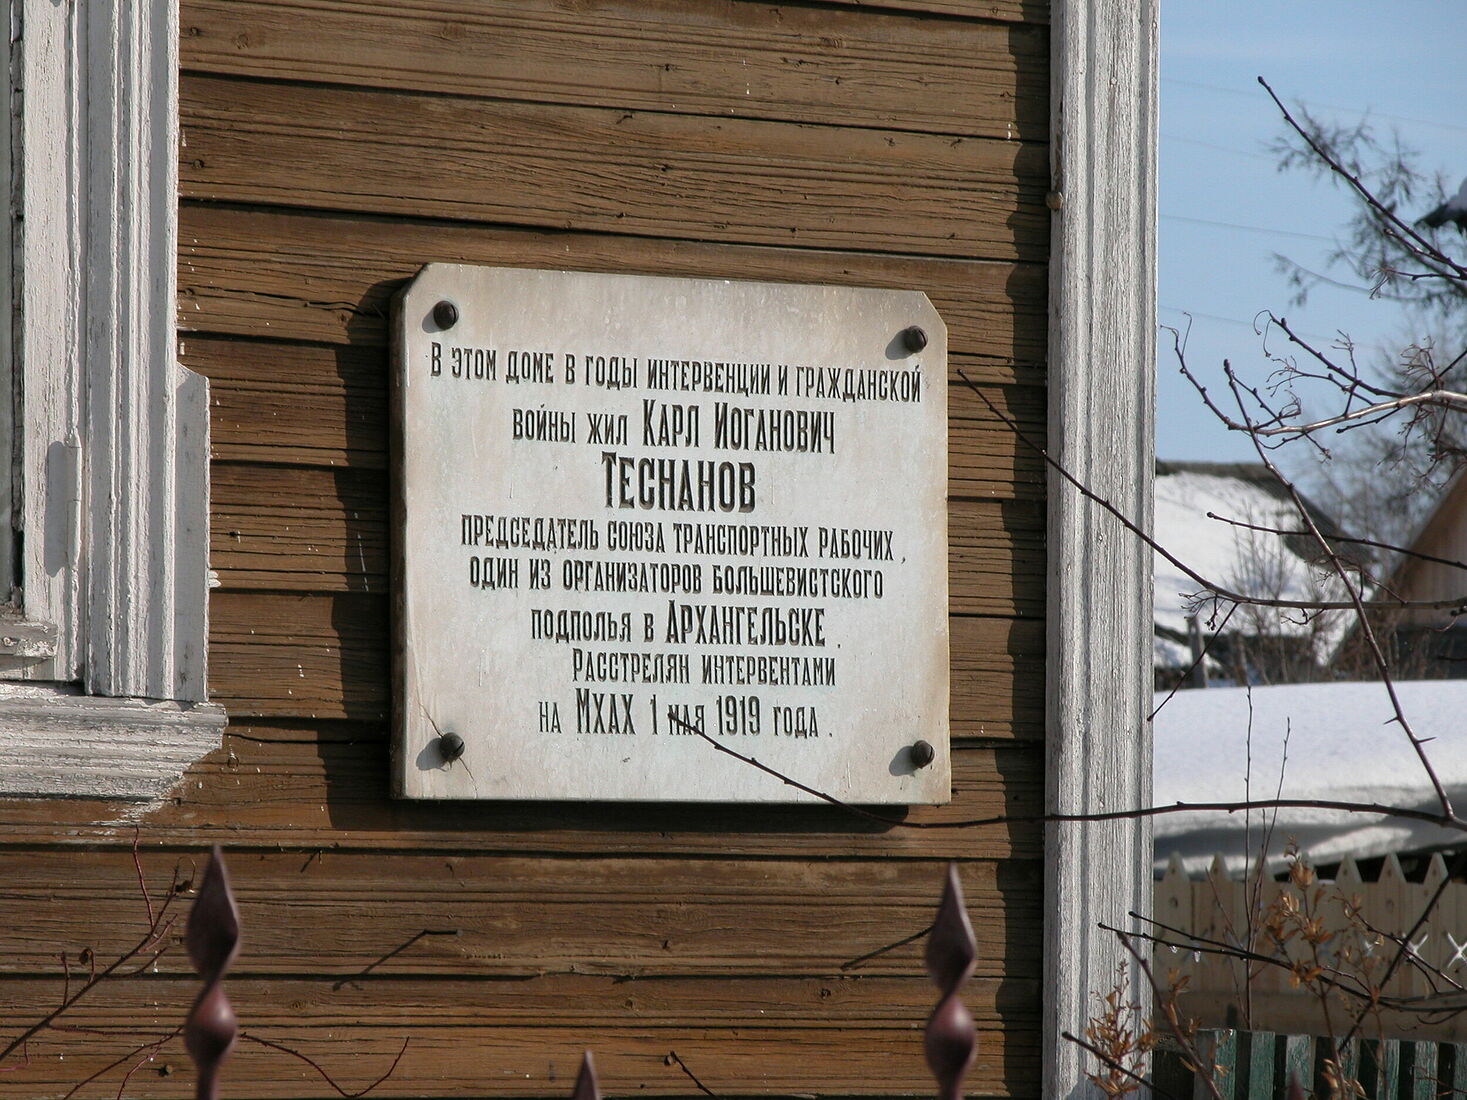 В этом доме в годы интервенции и гражданской
войны жил Карл Иоганович
Теснанов
председатель союза транспортных рабочих,
один из организаторов большевистского
подполья в Архангельске.
Расстрелян интервентами
на Мхах 1 мая 1919 года.